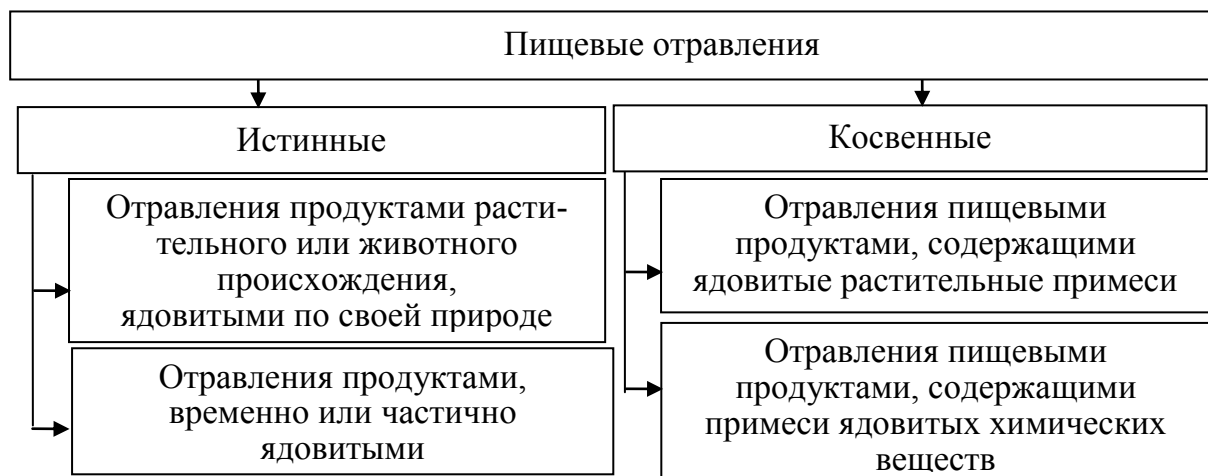 Пищевые отравления
Истинные
Отравления продуктами расти-
тельного или животного
происхождения,
ядовитыми по своей природе
Отравления продуктами,
временно или частично
ядовитыми
Косвенные
Отравления пищевыми
продуктами, содержащими
ядовитые растительные примеси
Отравления пищевыми
продуктами, содержащими
примеси ядовитых химических
веществ